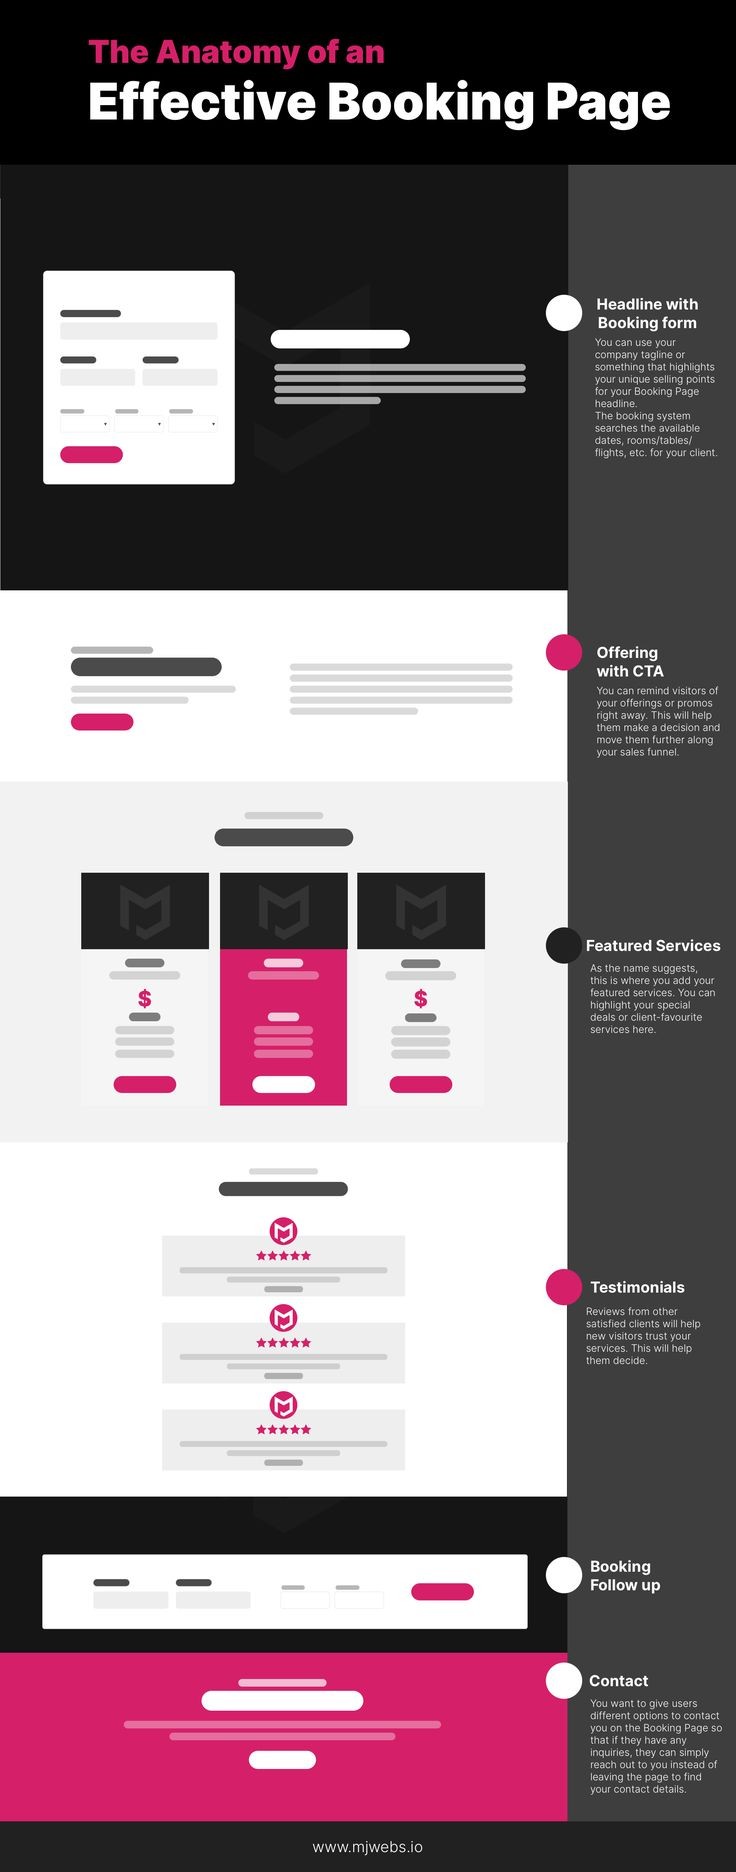 The Anatomy of an
Effective Booking Page
Headline with
Booking form
You can use your
company tagline or
something that highlights
your unique selling points
for your Booking Page
headline.
The booking system
searches the available
dates, rooms/tables/
flights, etc. for your client.
Offering
with CTA
You can remind visitors of
your offerings or promos
right away. This will help
them make a decision and
move them further along
your sales funnel.
$
$
Featured Services
As the name suggests,
this is where you add your
featured services. You can
highlight your special
deals or client-favourite
services here.
Testimonials
Reviews from other
satisfied clients will help
new visitors trust your
services. This will help
them decide.
Booking
Follow up
Contact
You want to give users
different options to contact
you on the Booking Page so
that if they have any
inquiries, they can simply
reach out to you instead of
leaving the page to find
your contact details.
www.mjwebs.io